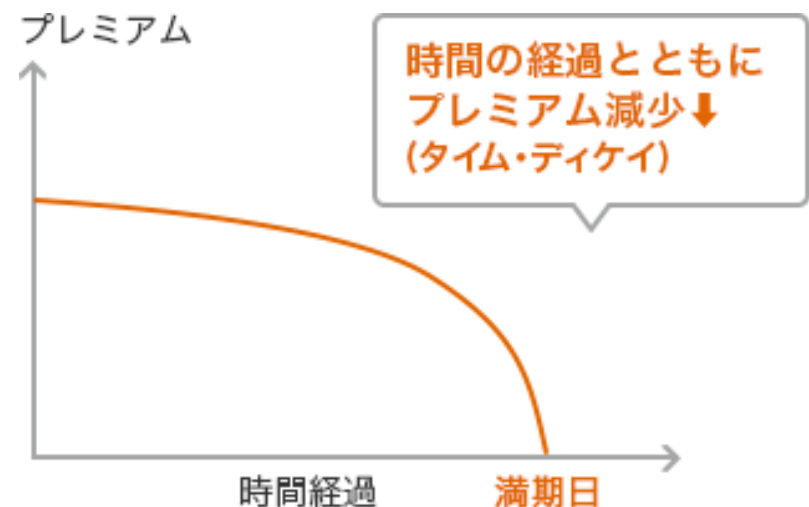 プレミアム
時間の経過とともに
プレミアム減少⬇
(タイム・ディケイ)
時間経過
満期日